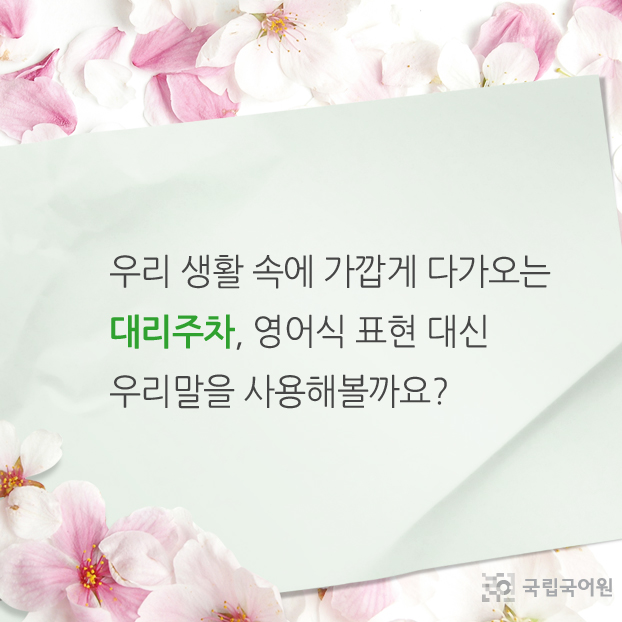 우리 생활 속에 가깝게 다가오는
대리주차, 영어식 표현 대신
우리말을 사용해볼까요?
국립국어원